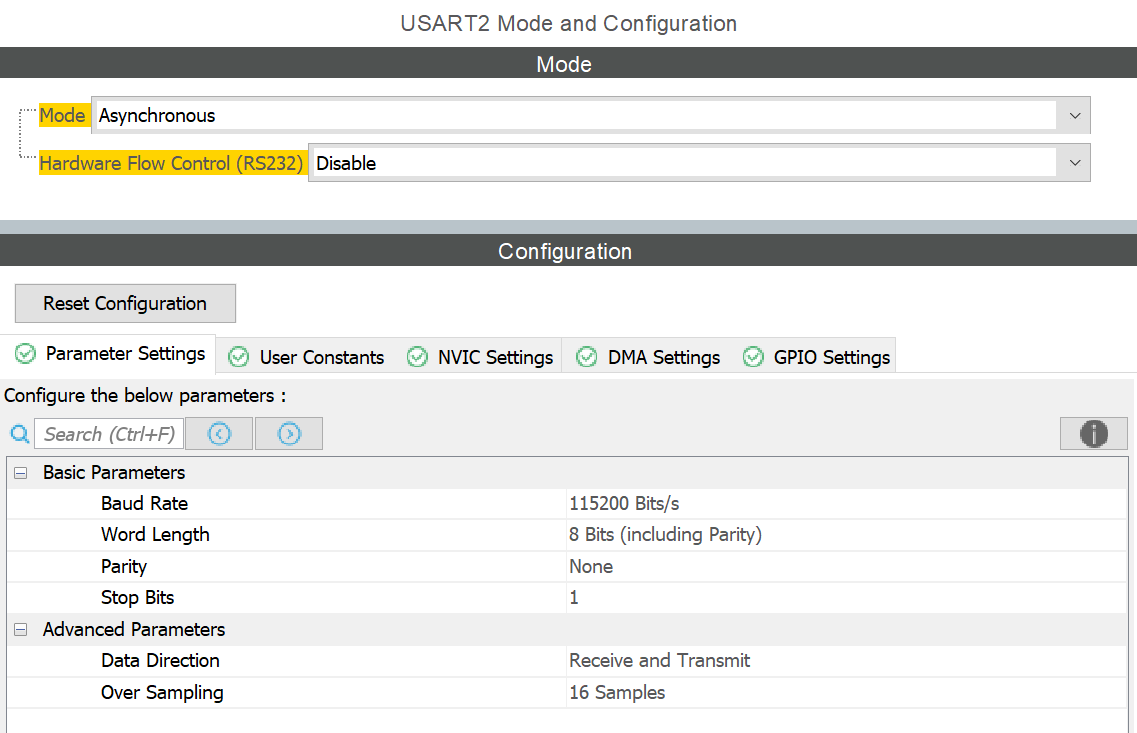 USART2 Mode and Configuration
Mode
Mode Asynchronous
Hardware Flow Control (RS232) Disable
Configuration
Reset Configuration
Parameter Settings User Constants NVIC Settings DMA Settings GPIO Settings
Configure the below parameters :
Search (Ctrl+F)
Basic Parameters
Baud Rate 115200 Bits/s
Word Length 8 Bits (including Parity)
Parity None
Stop Bits 1
Advanced Parameters
Data Direction Receive and Transmit
Over Sampling 16 Samples